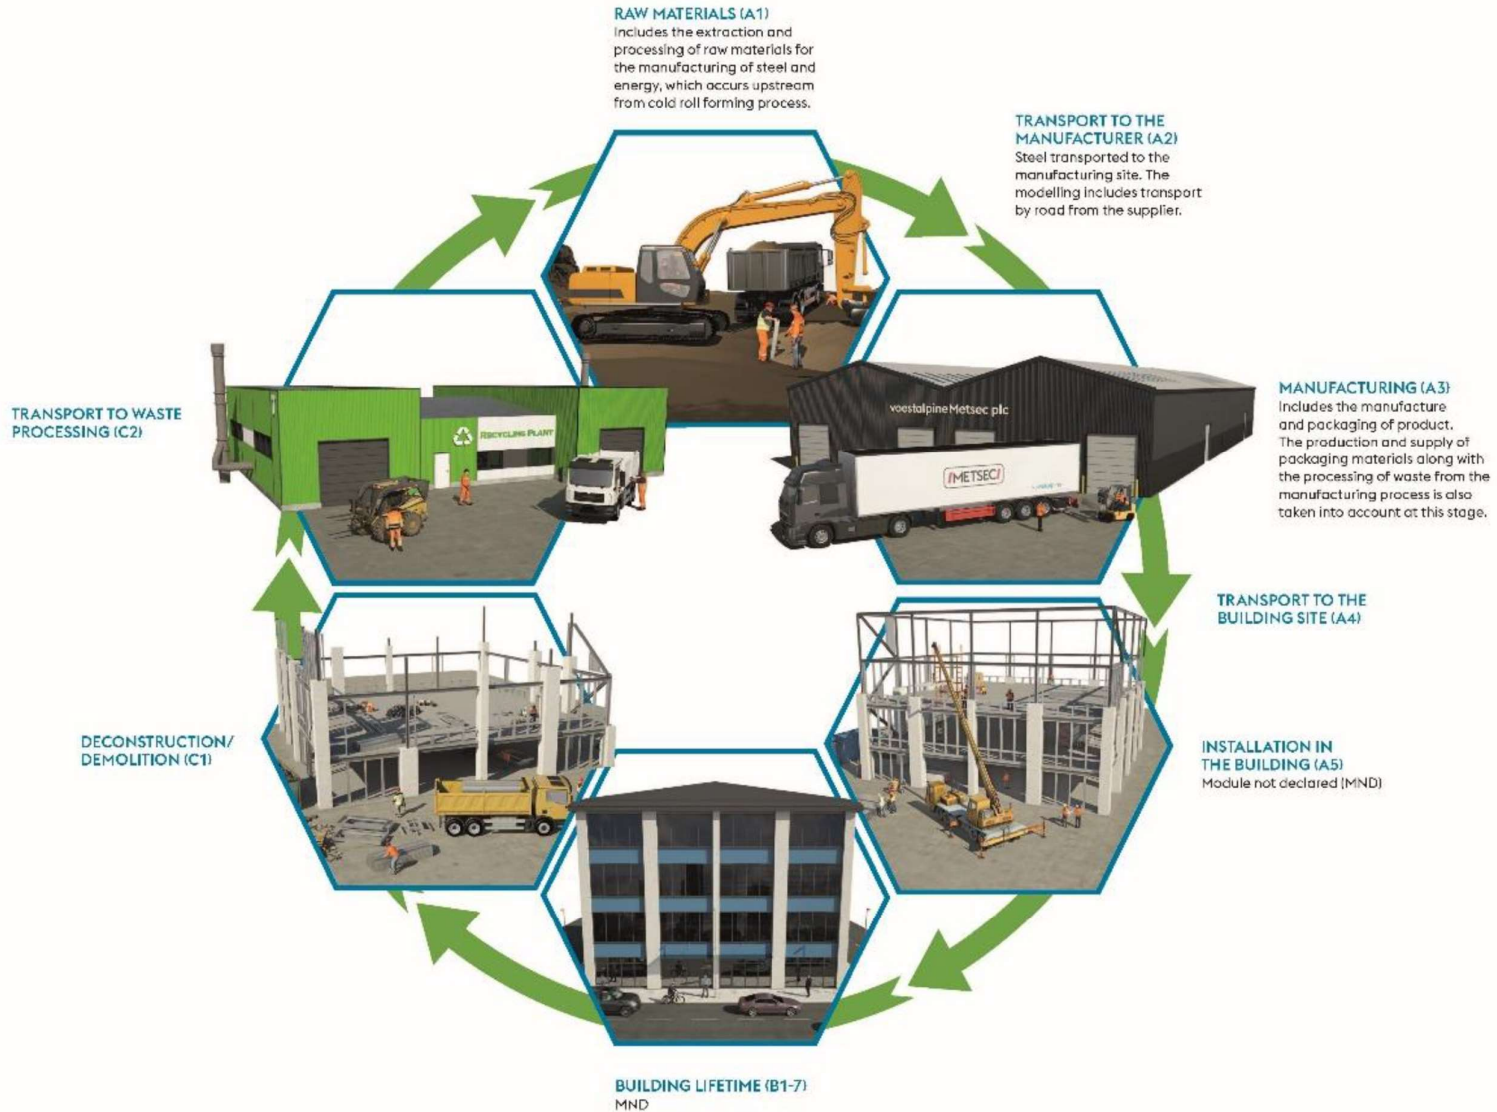 RAW MATERIALS (A1)
Includes the extraction and
processing of raw materials for
the manufacturing of steel and
energy, which occurs upstream
from cold roll forming process.
TRANSPORT TO THE
MANUFACTURER (A2)
Steel transported to the
manufacturing site. The
modelling includes transport
by road from the supplier.
MANUFACTURING (A3)
Includes the manufacture
and packaging of product.
The production and supply of
packaging materials along with
the processing of waste from the
manufacturing process is also
taken into account at this stage.
voestalpine Metsec plc
METSEC
TRANSPORT TO THE
BUILDING SITE (A4)
INSTALLATION IN
THE BUILDING (A5)
Module not declared (MND)
BUILDING LIFETIME (B1-7)
MND
DECONSTRUCTION/
DEMOLITION (C1)
TRANSPORT TO WASTE
PROCESSING (C2)
RECYCLING PLANT